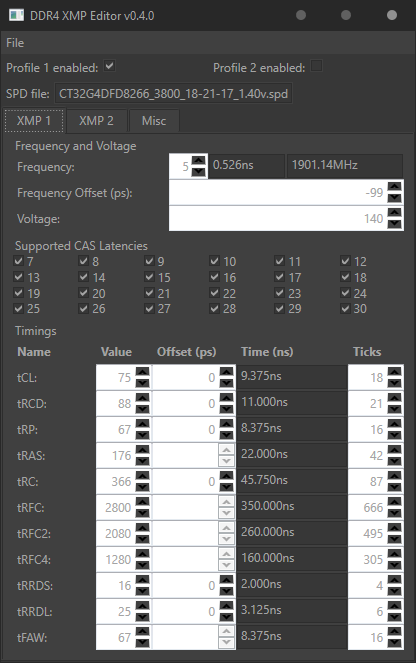 DDR4 XMP Editor v0.4.0
File
Profile 1 enabled: Profile 2 enabled:
SPD file: CT32G4DFD8266_3800_18-21-17_1.40v.spd
XMP 1 XMP 2 Misc
Frequency and Voltage
Frequency: 5 0.526ns 1901.14MHz
Frequency Offset (ps): -99
Voltage: 140
Supported CAS Latencies
7 8 9 10 11 12
13 14 15 16 17 18
19 20 21 22 23 24
25 26 27 28 29 30
Timings
Name Value Offset (ps) Time (ns) Ticks
tCL: 75 0 9.375ns 18
tRCD: 88 0 11.000ns 21
tRP: 67 0 8.375ns 16
tRAS: 176 22.000ns 42
tRC: 366 0 45.750ns 87
tRFC: 2800 350.000ns 666
tRFC2: 2080 260.000ns 495
tRFC4: 1280 160.000ns 305
tRRDS: 16 0 2.000ns 4
tRRDL: 25 0 3.125ns 6
tFAW: 67 8.375ns 16